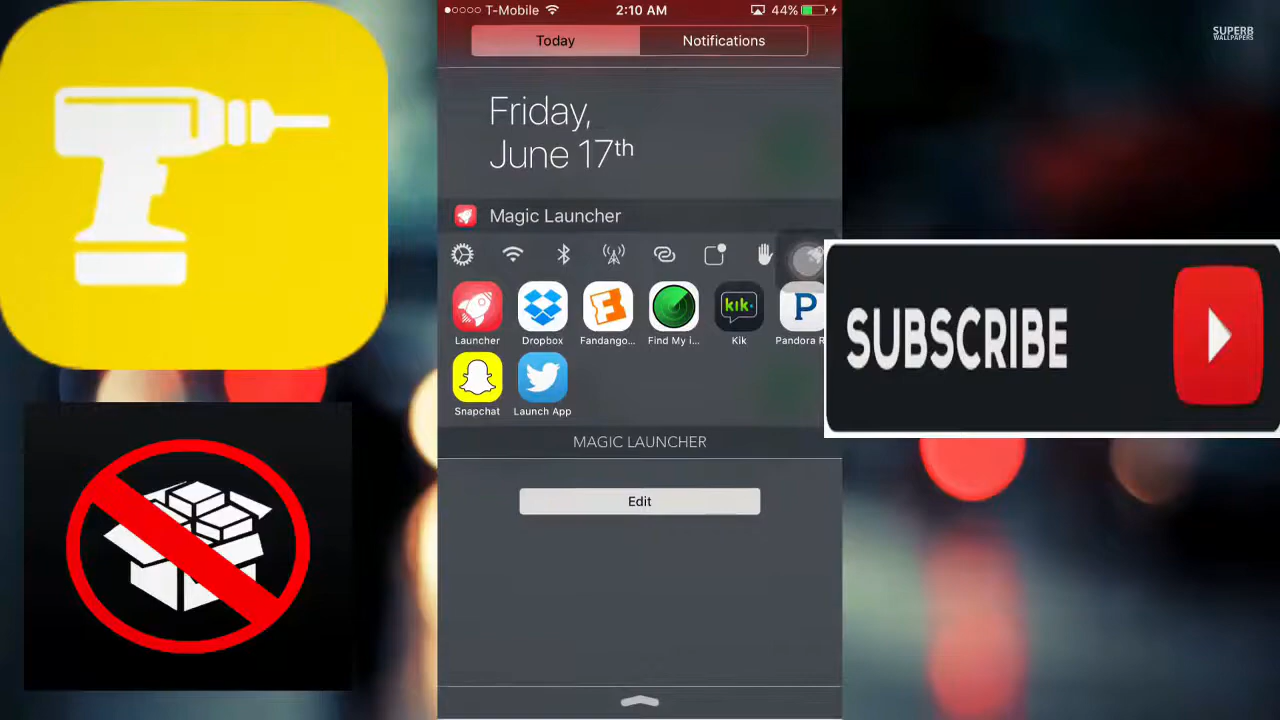 T-Mobile 2:10 AM 44%
SUPERB
WALLPAPERS
Today Notifications
Friday,
June 17th
Magic Launcher
kik
P
SUBSCRIBE
Launcher Dropbox Fandango... Find My i... Kik Pandora R
Snapchat Launch App
MAGIC LAUNCHER
Edit